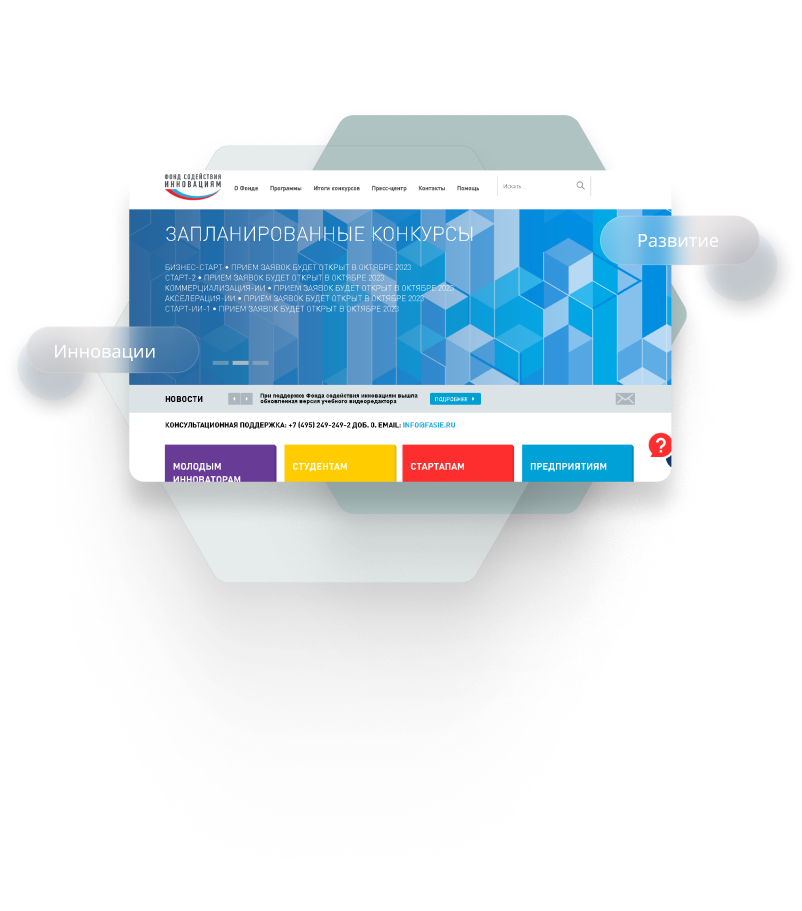 ФОНД СОДЕЙСТВИЯ
ИННОВАЦИЯМ
О Фонде Программы Итоги конкурсов Пресс-центр Контакты Помощь Искать
ЗАПЛАНИРОВАННЫЕ КОНКУРСЫ
Развитие
БИЗНЕС-СТАРТ • ПРИЕМ ЗАЯВОК БУДЕТ ОТКРЫТ В ОКТЯБРЕ 2023
СТАРТ-2 • ПРИЕМ ЗАЯВОК БУДЕТ ОТКРЫТ В ОКТЯБРЕ 2023
КОММЕРЦИАЛИЗАЦИЯ-ИИ • ПРИЕМ ЗАЯВОК БУДЕТ ОТКРЫТ В ОКТЯБРЕ 2023
АКСЕЛЕРАЦИЯ-ИИ • ПРИЕМ ЗАЯВОК БУДЕТ ОТКРЫТ В ОКТЯБРЕ 2023
СТАРТ-ИИ-1 • ПРИЕМ ЗАЯВОК БУДЕТ ОТКРЫТ В ОКТЯБРЕ 2023
Инновации
НОВОСТИ
При поддержке Фонда содействия инновациям вышла
обновленная версия учебного видеоредактора
ПОДРОБНЕЕ
КОНСУЛЬТАЦИОННАЯ ПОДДЕРЖКА: +7 (495) 249-249-2 ДОБ. 0. EMAIL: INFO@FASIE.RU
?
МОЛОДЫМ
ИННОВАТОРАМ
СТУДЕНТАМ
СТАРТАПАМ
ПРЕДПРИЯТИЯМ